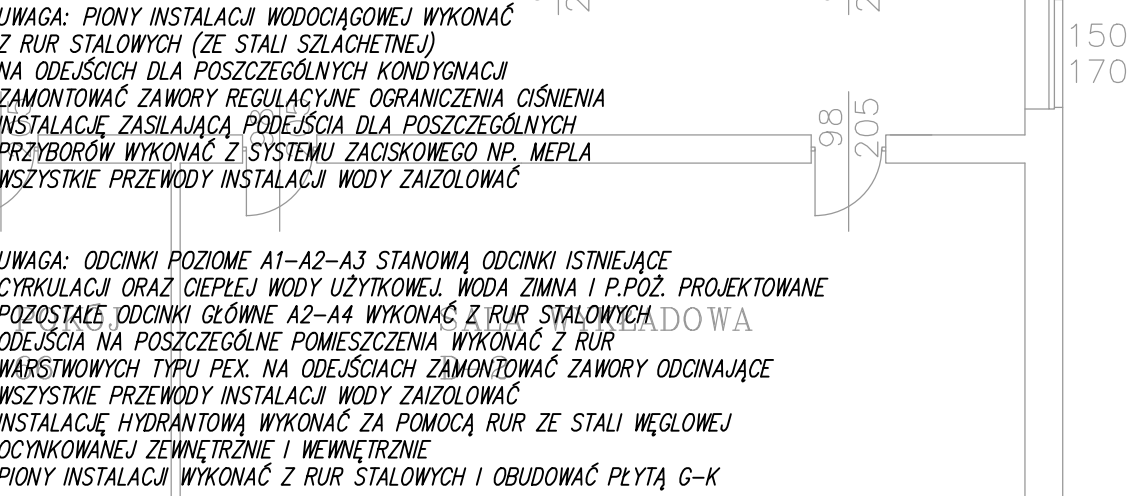 UWAGA: PIONY INSTALACJI WODOCIĄGOWEJ WYKONAĆ
Z RUR STALOWYCH (ZE STALI SZLACHETNEJ)
NA ODEJŚCICH DLA POSZCZEGÓLNYCH KONDYGNACJI
ZAMONTOWAĆ ZAWORY REGULACYJNE OGRANICZENIA CIŚNIENIA
INSTALACJĘ ZASILAJĄCĄ PODEJŚCIA DLA POSZCZEGÓLNYCH
PRZYBORÓW WYKONAĆ Z SYSTEMU ZACISKOWEGO NP. MEPLA
WSZYSTKIE PRZEWODY INSTALACJI WODY ZAIZOLOWAĆ
150
170
98
205
UWAGA: ODCINKI POZIOME A1-A2-A3 STANOWIĄ ODCINKI ISTNIEJĄCE
CYRKULACJI ORAZ CIEPŁEJ WODY UŻYTKOWEJ. WODA ZIMNA I P.POŻ. PROJEKTOWANE
POZOSTAŁE ODCINKI GŁÓWNE A2-A4 WYKONAĆ Z RUR STALOWYCH
ODEJŚCIA NA POSZCZEGÓLNE POMIESZCZENIA WYKONAĆ Z RUR
WARSTWOWYCH TYPU PEX. NA ODEJŚCIACH ZAMONTOWAĆ ZAWORY ODCINAJĄCE
WSZYSTKIE PRZEWODY INSTALACJI WODY ZAIZOLOWAĆ
INSTALACJĘ HYDRANTOWĄ WYKONAĆ ZA POMOCĄ RUR ZE STALI WĘGLOWEJ
OCYNKOWANEJ ZEWNĘTRZNIE I WEWNĘTRZNIE
PIONY INSTALACJI WYKONAĆ Z RUR STALOWYCH I OBUDOWAĆ PŁYTĄ G-K
POKÓJ
SALA WYKŁADOWA